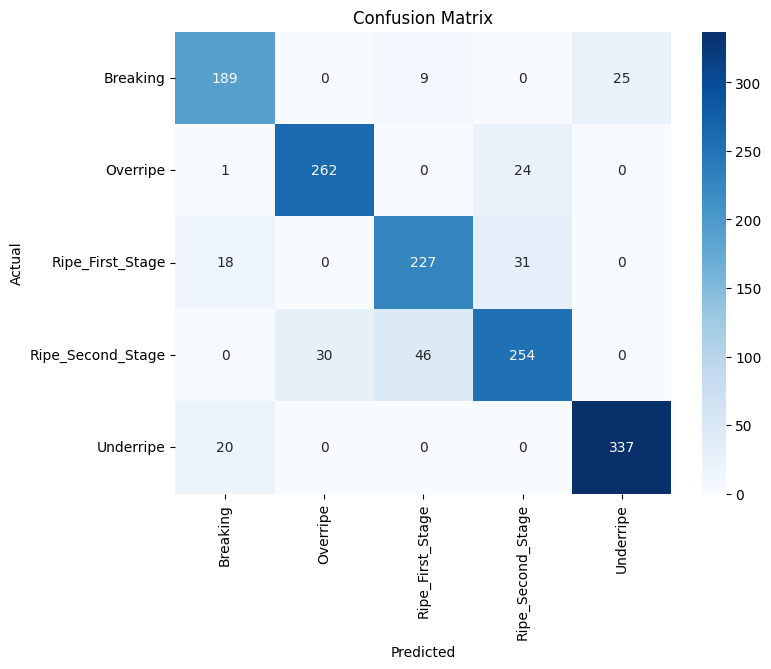 Confusion Matrix
Actual
Breaking 189 0 9 0 25
Overripe 1 262 0 24 0
Ripe_First_Stage 18 0 227 31 0
Ripe_Second_Stage 0 30 46 254 0
Underripe 20 0 0 0 337
Breaking Overripe Ripe_First_Stage Ripe_Second_Stage Underripe
Predicted
300
250
200
150
100
50
0